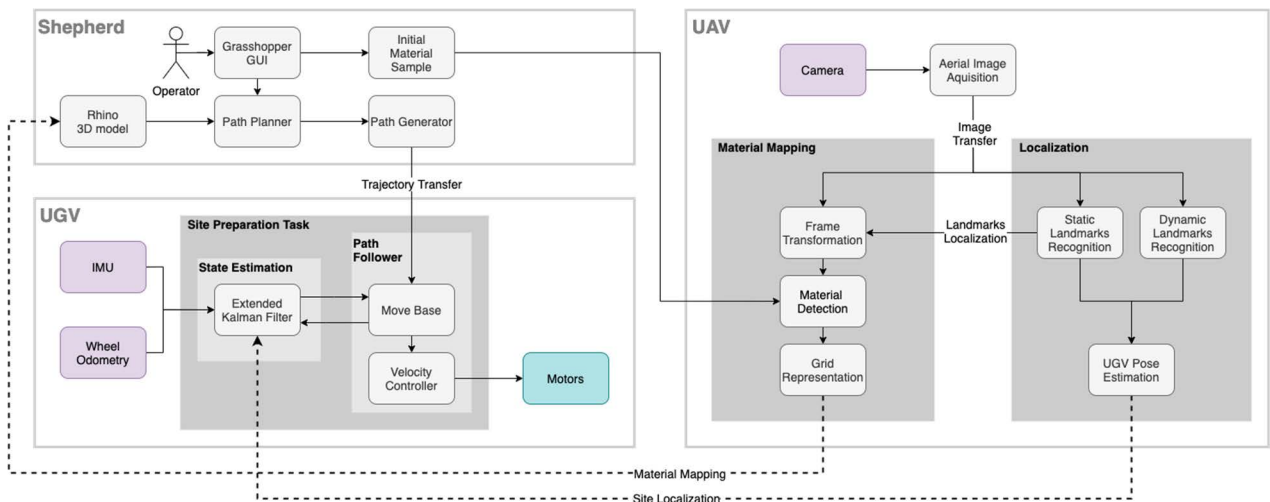 Shepherd
Grasshopper
GUI
Initial
Material
Sample
Operator
Rhino
3D model
Path Planner
Path Generator
Trajectory Transfer
UGV
Site Preparation Task
IMU
Wheel
Odometry
State Estimation
Extended
Kalman Filter
Path
Follower
Move Base
Velocity
Controller
Motors
UAV
Camera
Aerial Image
Aquisition
Image
Transfer
Material Mapping
Localization
Frame
Transformation
Landmarks
Localization
Static
Landmarks
Recognition
Dynamic
Landmarks
Recognition
Material
Detection
Grid
Representation
UGV Pose
Estimation
Material Mapping
Site Localization